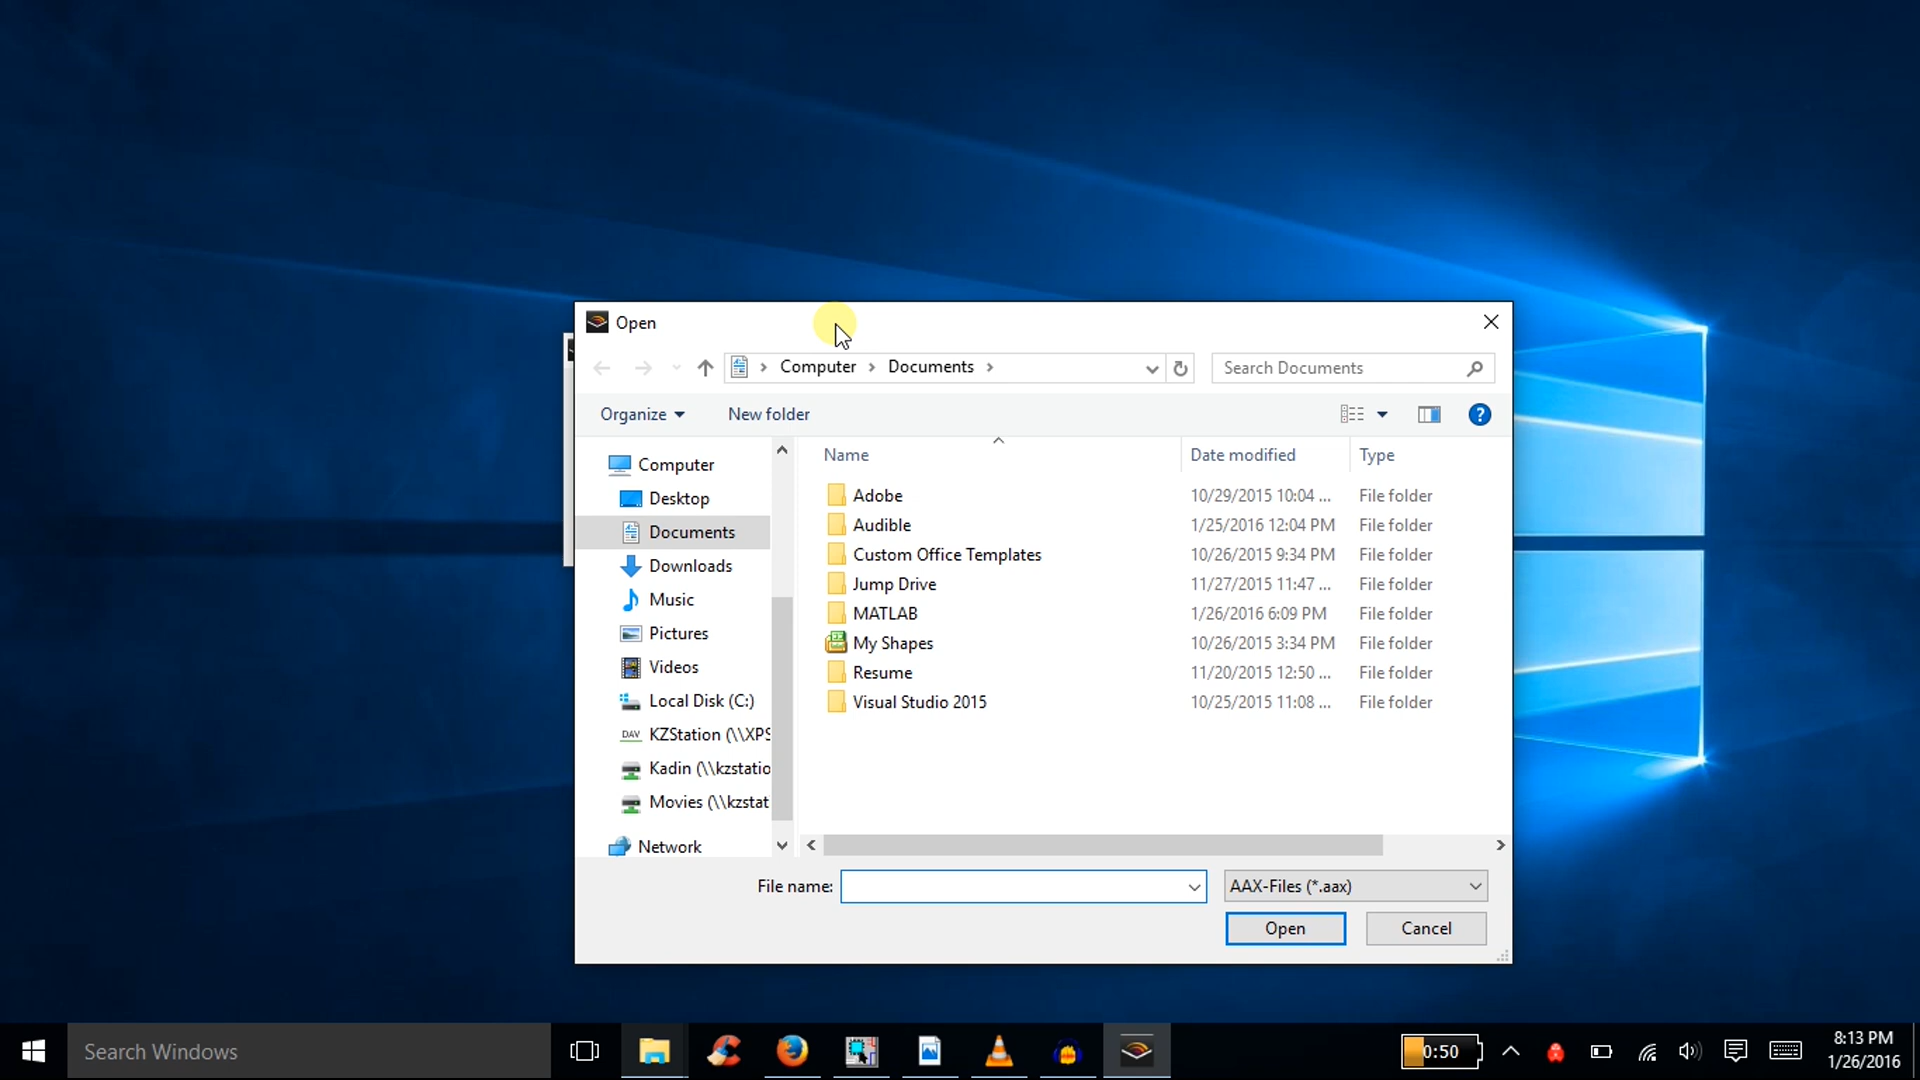 Open
Computer Documents
Search Documents
Organize New folder
Name Date modified Type
Computer
Desktop
Documents
Downloads
Music
Pictures
Videos
Local Disk (C:)
DAV KZStation (\\XPS
Kadin (\\kzstatio
Movies (\\kzstat
Network
Adobe 10/29/2015 10:04 ... File folder
Audible 1/25/2016 12:04 PM File folder
Custom Office Templates 10/26/2015 9:34 PM File folder
Jump Drive 11/27/2015 11:47 ... File folder
MATLAB 1/26/2016 6:09 PM File folder
My Shapes 10/26/2015 3:34 PM File folder
Resume 11/20/2015 12:50 ... File folder
Visual Studio 2015 10/25/2015 11:08 ... File folder
File name: AAX-Files (*.aax)
Open Cancel
Search Windows
0:50
8:13 PM
1/26/2016